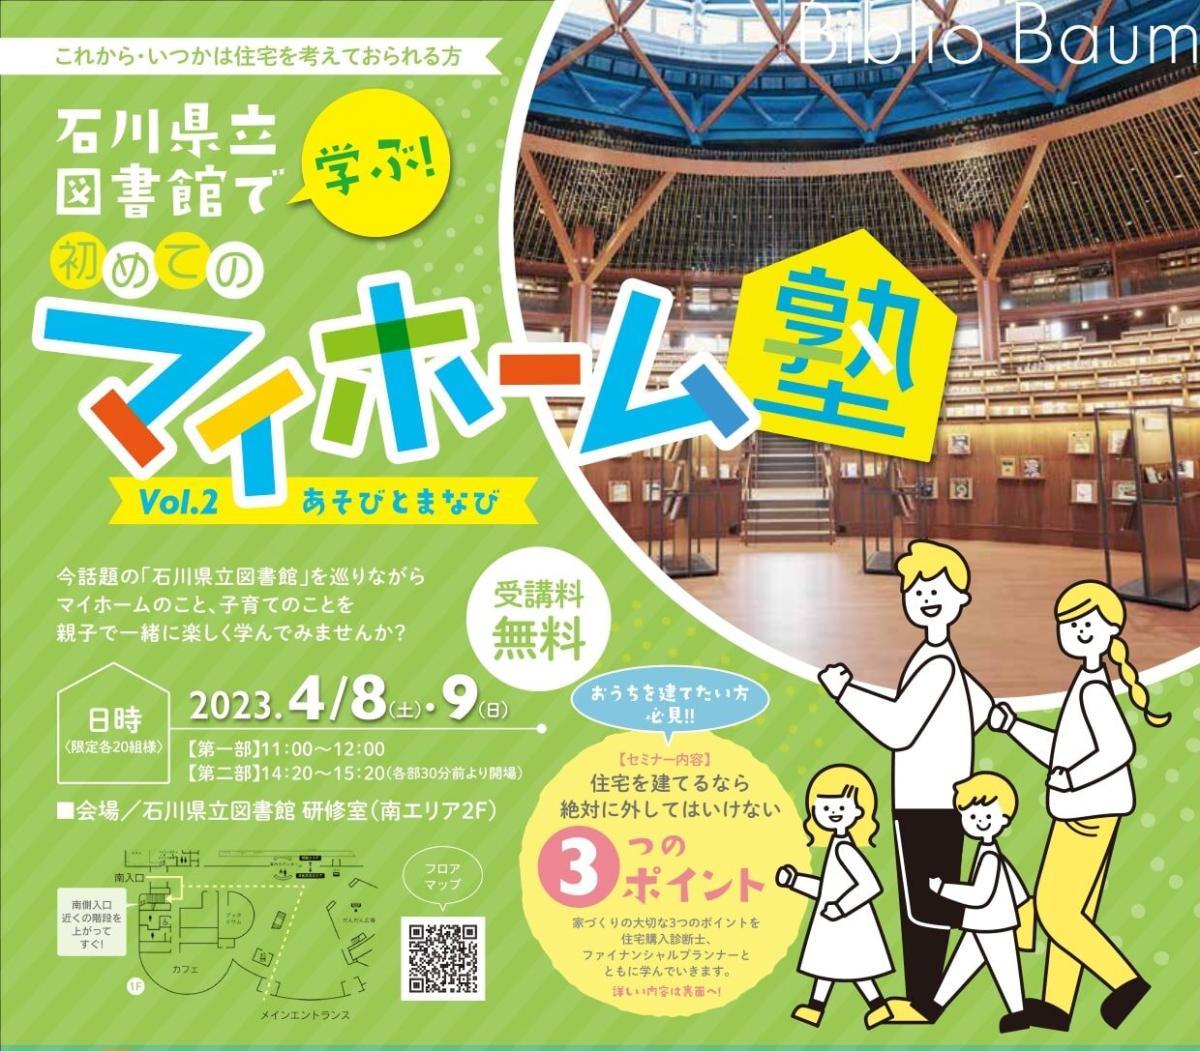 Biblio Baum
これから・いつかは住宅を考えておられる方
石川県立
図書館で
学ぶ!
初めての
マイホーム塾
Vol.2 あそびとまなび
今話題の「石川県立図書館」を巡りながら
マイホームのこと、子育てのことを
親子で一緒に楽しく学んでみませんか?
受講料
無料
日時
〈限定各20組様〉
2023. 4/8(土)・9(日)
【第一部】11:00〜12:00
【第二部】14:20〜15:20(各部30分前より開場)
■会場/石川県立図書館 研修室(南エリア2F)
おうちを建てたい方
必見!!
【セミナー内容】
住宅を建てるなら
絶対に外してはいけない
3つの
ポイント
家づくりの大切な3つのポイントを
住宅購入診断士、
ファイナンシャルプランナーと
ともに学んでいきます。
詳しい内容は裏面へ!
南入口
南側入口
近くの階段を
上がって
すぐ!
カフェ
だんだん広場
1F
メインエントランス
フロア
マップ